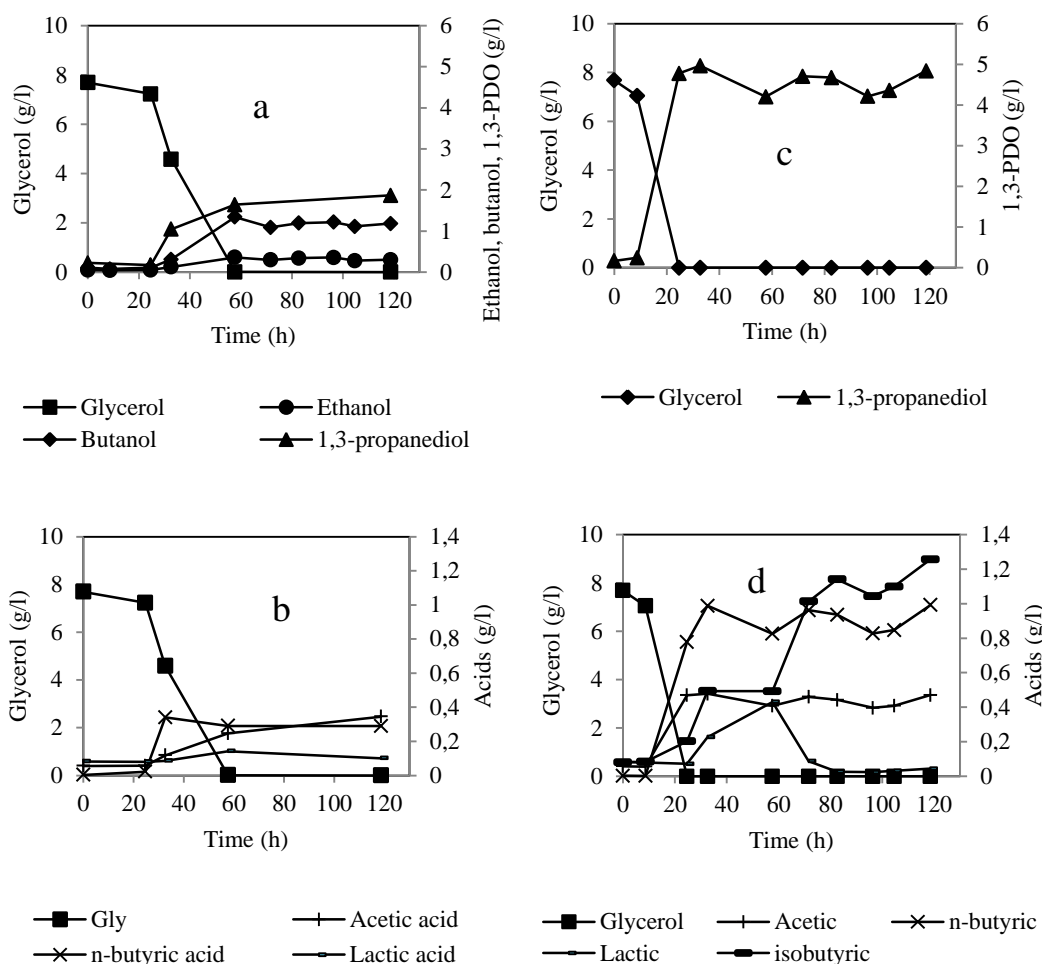 a
Glycerol (g/l)
10
8
6
4
2
0
6
5
4
3
2
1
0
Ethanol, butanol, 1,3-PDO (g/l)
0 20 40 60 80 100 120
Time (h)
Glycerol Ethanol
Butanol 1,3-propanediol
c
Glycerol (g/l)
10
8
6
4
2
0
6
5
4
3
2
1
0
1,3-PDO (g/l)
0 20 40 60 80 100 120
Time (h)
Glycerol 1,3-propanediol
b
Glycerol (g/l)
10
8
6
4
2
0
1,4
1,2
1
0,8
0,6
0,4
0,2
0
Acids (g/l)
0 20 40 60 80 100 120
Time (h)
Gly Acetic acid
n-butyric acid Lactic acid
d
Glycerol (g/l)
10
8
6
4
2
0
1,4
1,2
1
0,8
0,6
0,4
0,2
0
Acids (g/l)
0 20 40 60 80 100 120
Time (h)
Glycerol Acetic n-butyric
Lactic isobutyric